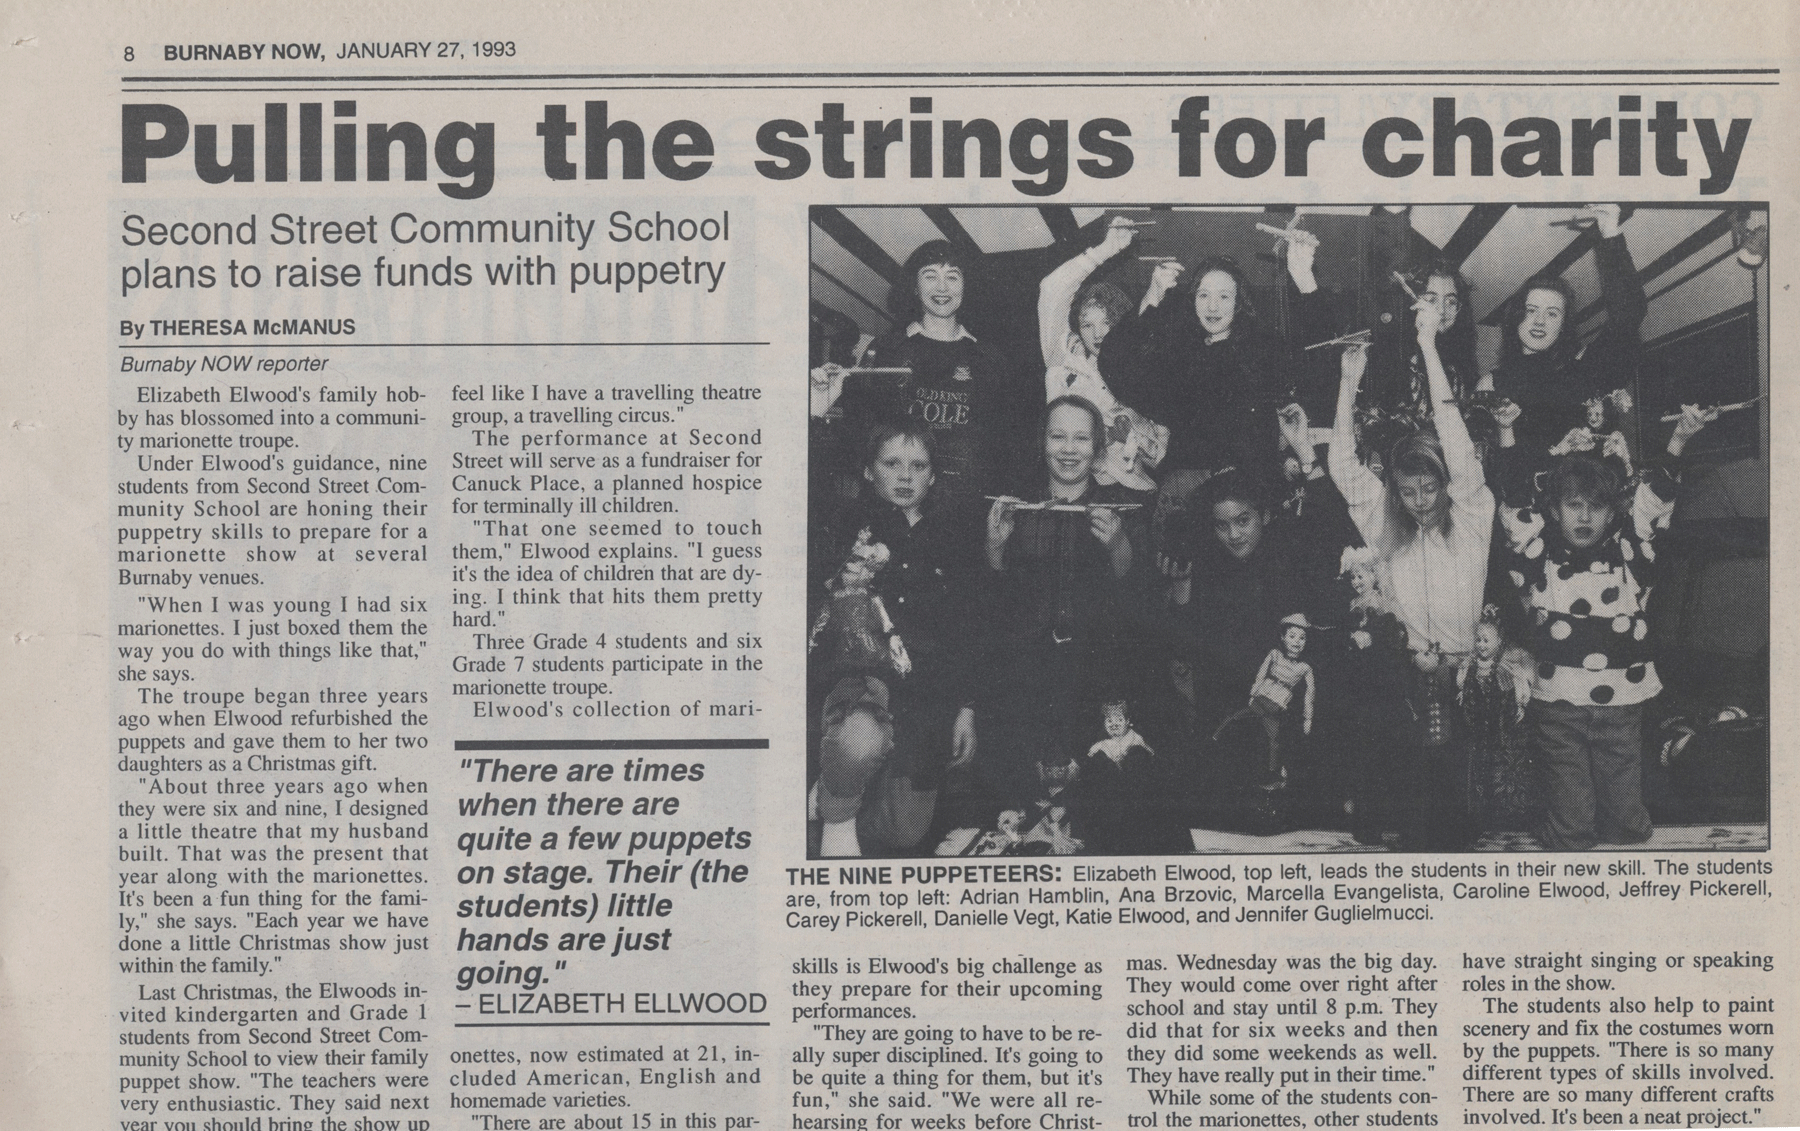 8 BURNABY NOW, JANUARY 27, 1993
Pulling the strings for charity
Second Street Community School
plans to raise funds with puppetry
By THERESA McMANUS
Burnaby NOW reporter
Elizabeth Elwood's family hob-
by has blossomed into a communi-
ty marionette troupe.
Under Elwood's guidance, nine
students from Second Street Com-
munity School are honing their
puppetry skills to prepare for a
marionette show at several
Burnaby venues.
"When I was young I had six
marionettes. I just boxed them the
way you do with things like that,"
she says.
The troupe began three years
ago when Elwood refurbished the
puppets and gave them to her two
daughters as a Christmas gift.
"About three years ago when
they were six and nine, I designed
a little theatre that my husband
built. That was the present that
year along with the marionettes.
It's been a fun thing for the fami-
ly," she says. "Each year we have
done a little Christmas show just
within the family."
Last Christmas, the Elwoods in-
vited kindergarten and Grade 1
students from Second Street Com-
munity School to view their family
puppet show. "The teachers were
very enthusiastic. They said next
year you should bring the show up
feel like I have a travelling theatre
group, a travelling circus."
The performance at Second
Street will serve as a fundraiser for
Canuck Place, a planned hospice
for terminally ill children.
"That one seemed to touch
them," Elwood explains. "I guess
it's the idea of children that are dy-
ing. I think that hits them pretty
hard."
Three Grade 4 students and six
Grade 7 students participate in the
marionette troupe.
Elwood's collection of mari-
"There are times
when there are
quite a few puppets
on stage. Their (the
students) little
hands are just
going."
– ELIZABETH ELLWOOD
onettes, now estimated at 21, in-
cluded American, English and
homemade varieties.
"There are about 15 in this par-
OLD KING
COLE
THE NINE PUPPETEERS: Elizabeth Elwood, top left, leads the students in their new skill. The students
are, from top left: Adrian Hamblin, Ana Brzovic, Marcella Evangelista, Caroline Elwood, Jeffrey Pickerell,
Carey Pickerell, Danielle Vegt, Katie Elwood, and Jennifer Guglielmucci.
skills is Elwood's big challenge as
they prepare for their upcoming
performances.
"They are going to have to be re-
ally super disciplined. It's going to
be quite a thing for them, but it's
fun," she said. "We were all re-
hearsing for weeks before Christ-
mas. Wednesday was the big day.
They would come over right after
school and stay until 8 p.m. They
did that for six weeks and then
they did some weekends as well.
They have really put in their time."
While some of the students con-
trol the marionettes, other students
have straight singing or speaking
roles in the show.
The students also help to paint
scenery and fix the costumes worn
by the puppets. "There is so many
different types of skills involved.
There are so many different crafts
involved. It's been a neat project."